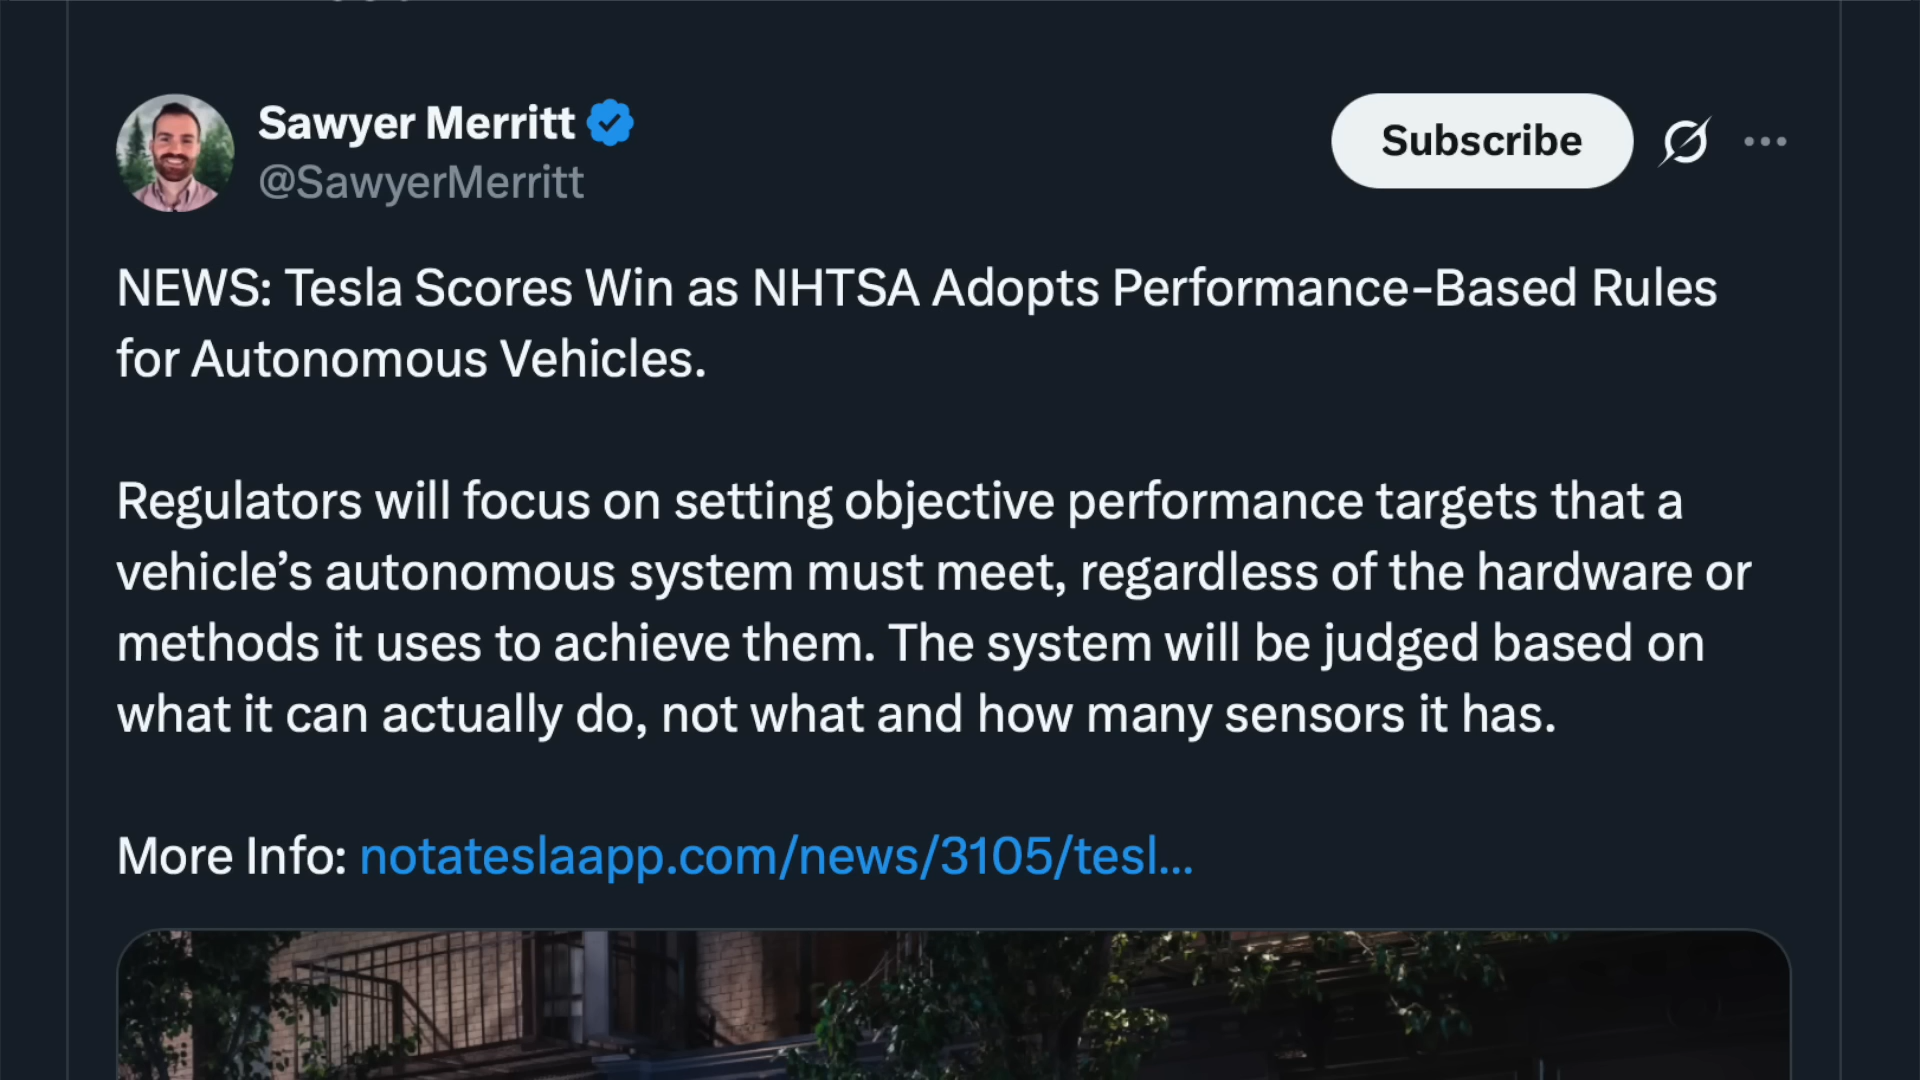 Sawyer Merritt
@SawyerMerritt
Subscribe
NEWS: Tesla Scores Win as NHTSA Adopts Performance-Based Rules
for Autonomous Vehicles.
Regulators will focus on setting objective performance targets that a
vehicle’s autonomous system must meet, regardless of the hardware or
methods it uses to achieve them. The system will be judged based on
what it can actually do, not what and how many sensors it has.
More Info: notateslaapp.com/news/3105/tesl...